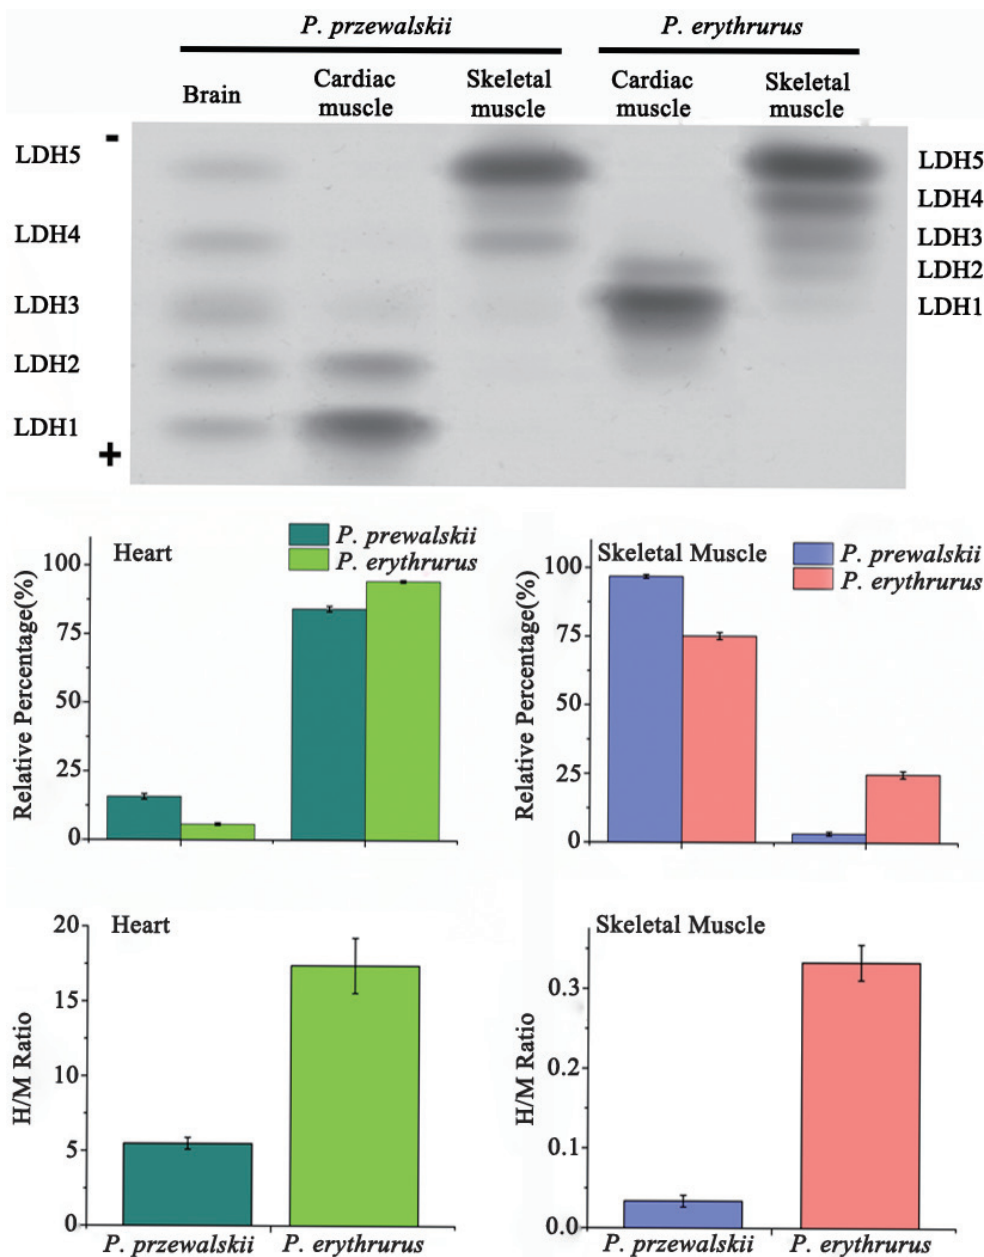 P. przewalskii P. erythrurus
Brain Cardiac muscle Skeletal muscle Cardiac muscle Skeletal muscle
-
LDH5
LDH4
LDH3
LDH2
LDH1
+
LDH5
LDH4
LDH3
LDH2
LDH1
Heart
P. prewalskii
P. erythrurus
Relative Percentage(%)
100
75
50
25
0
Skeletal Muscle
P. prewalskii
P. erythrurus
Relative Percentage(%)
100
75
50
25
0
Heart
H/M Ratio
20
15
10
5
0
P. przewalskii P. erythrurus
Skeletal Muscle
H/M Ratio
0.3
0.2
0.1
0.0
P. przewalskii P. erythrurus